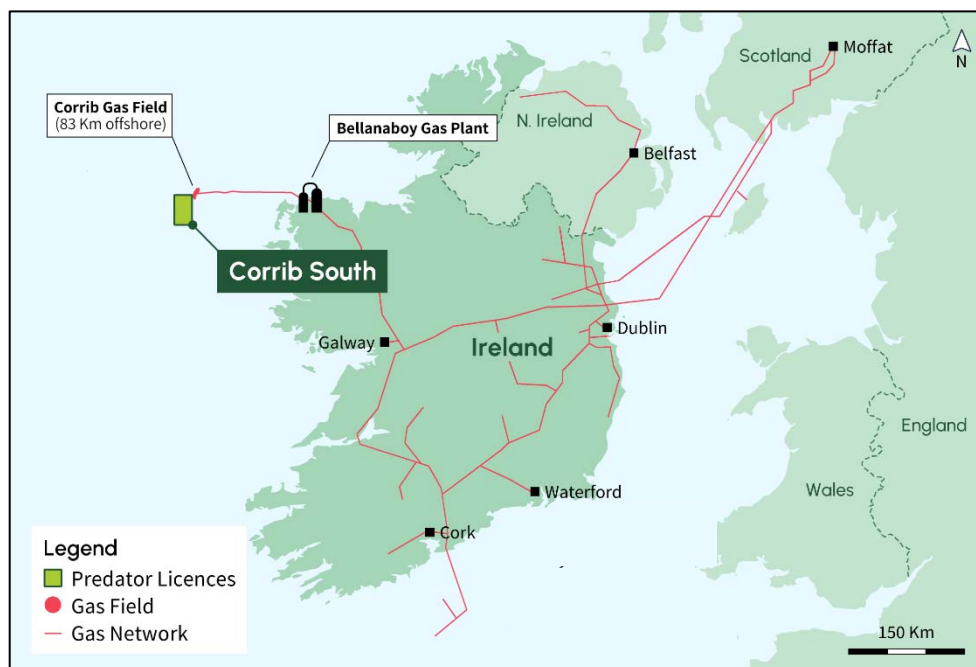 Moffat
Scotland
N
Corrib Gas Field
(83 Km offshore)
Bellanaboy Gas Plant
N. Ireland
Belfast
Corrib South
Galway
Ireland
Dublin
England
Wales
Waterford
Cork
Legend
Predator Licences
Gas Field
Gas Network
150 Km